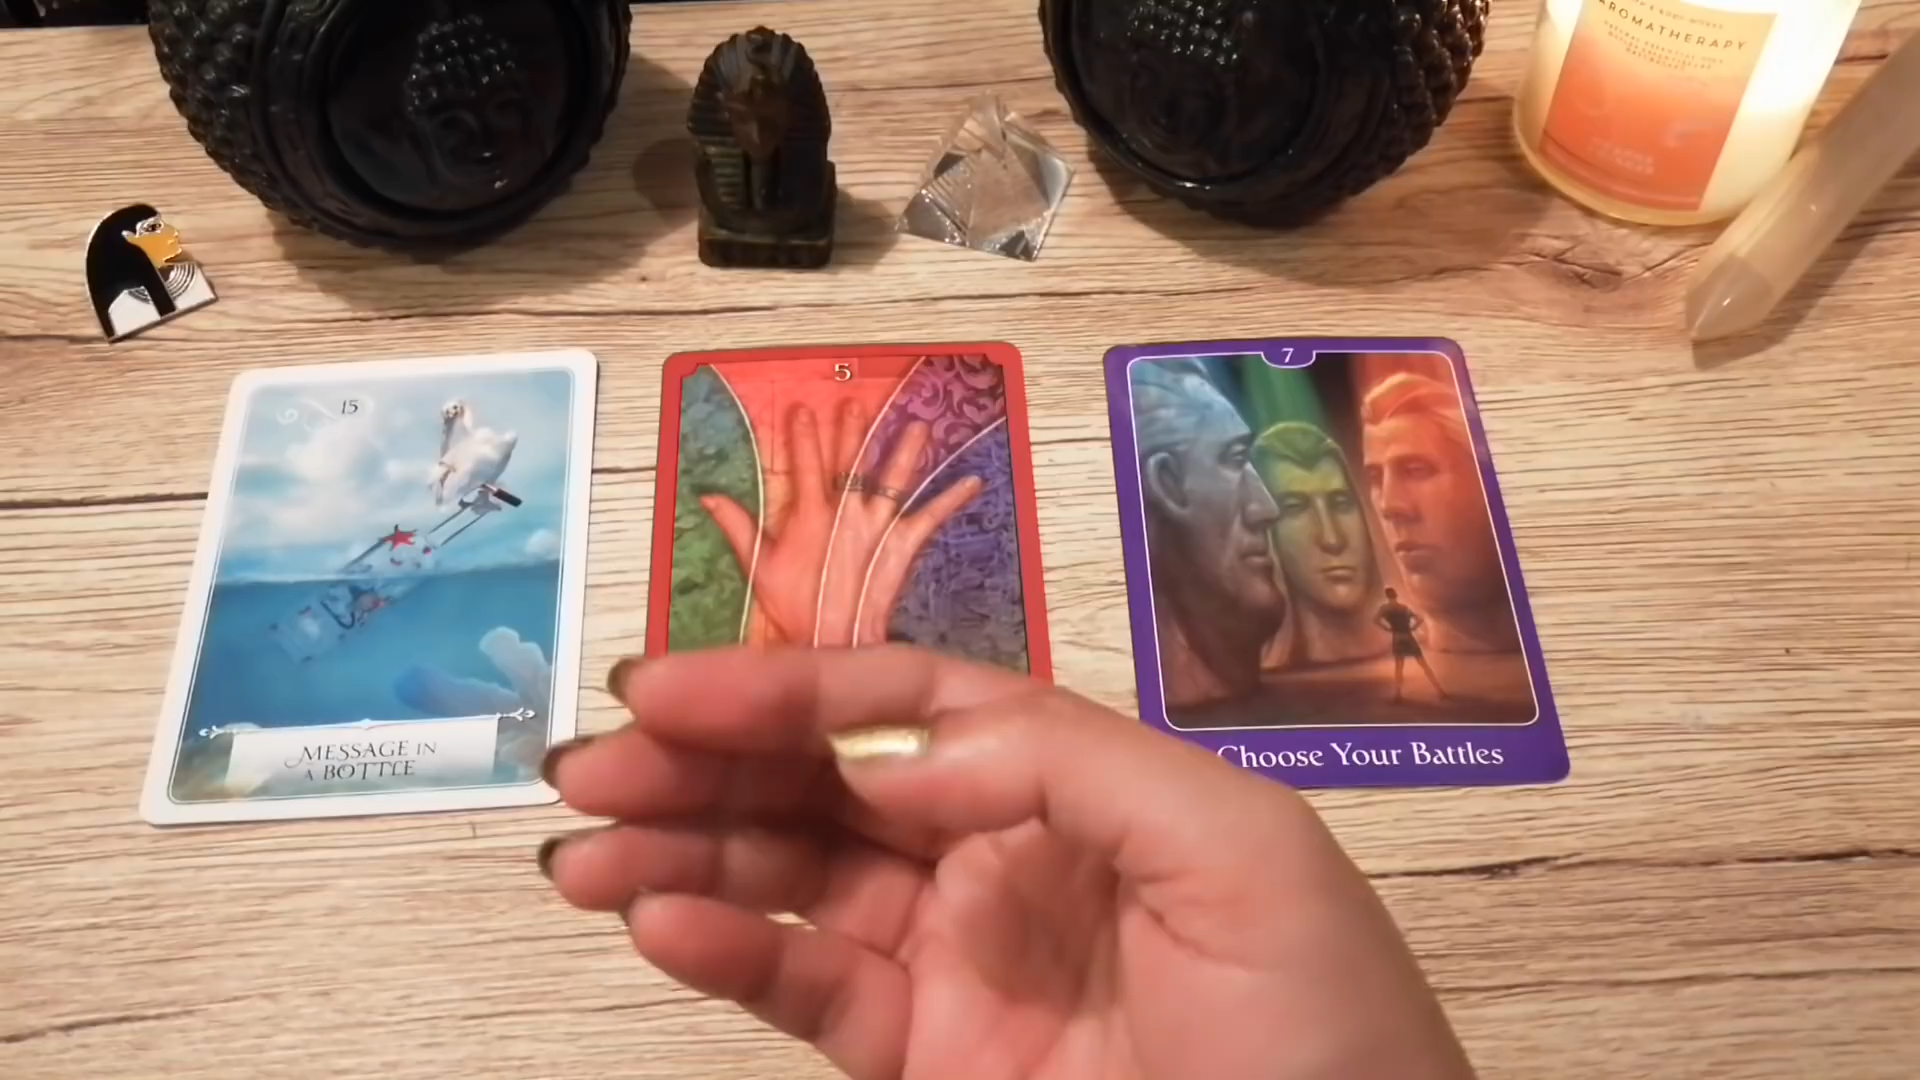 AROMATHERAPY
15
5
7
MESSAGE IN
A BOTTLE
Choose Your Battles